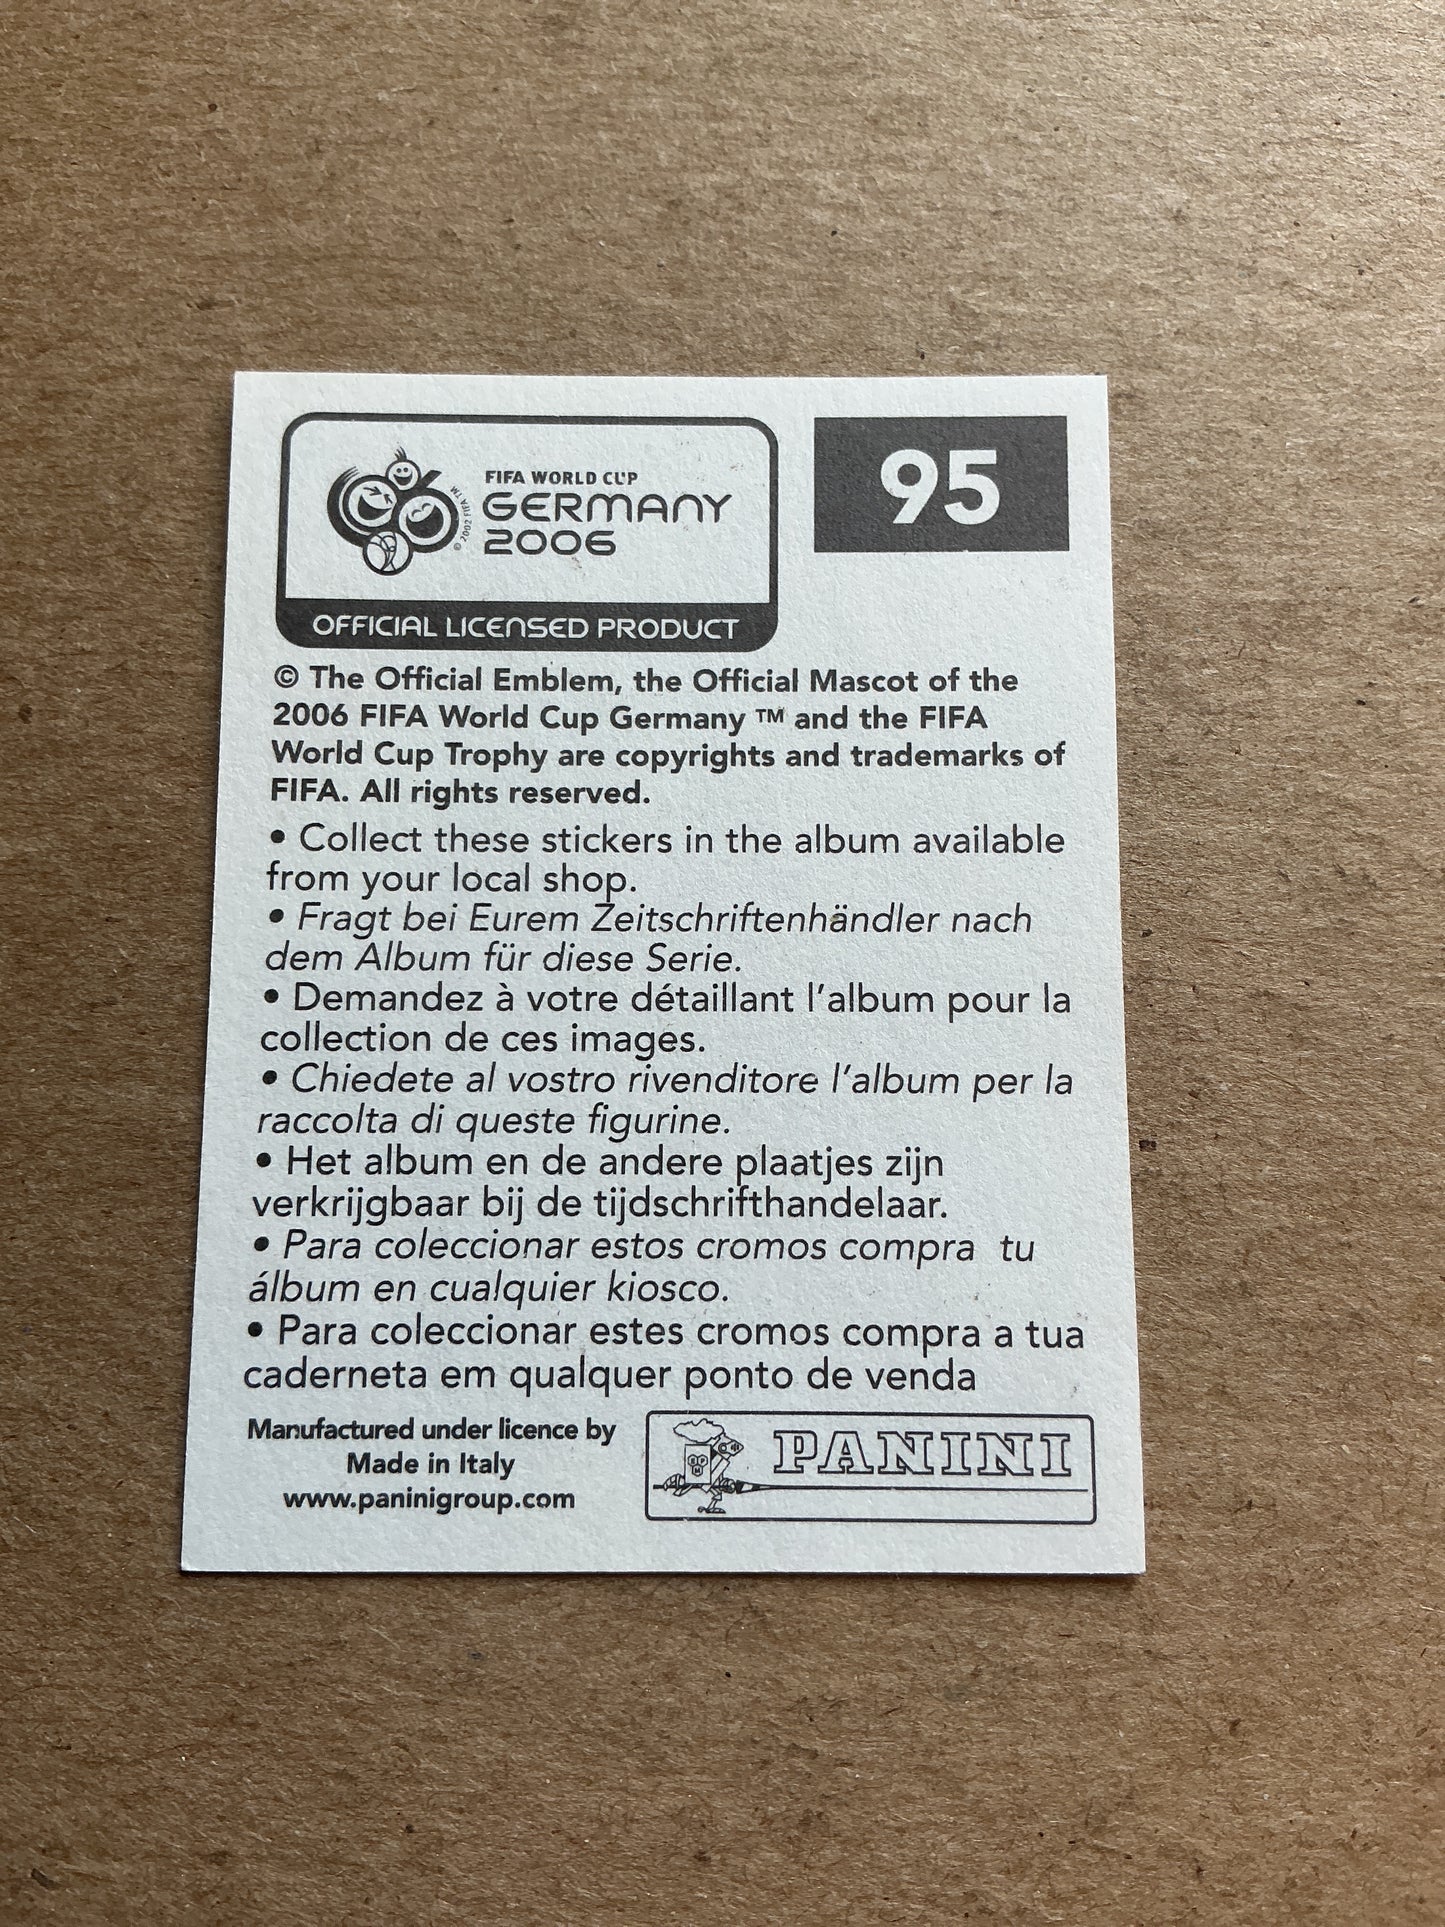 FIFA WORLD CUP
GERMANY
2006
© 2002 FIFA TM
OFFICIAL LICENSED PRODUCT
95
© The Official Emblem, the Official Mascot of the
2006 FIFA World Cup Germany ™ and the FIFA
World Cup Trophy are copyrights and trademarks of
FIFA. All rights reserved.
• Collect these stickers in the album available
from your local shop.
• Fragt bei Eurem Zeitschriftenhändler nach
dem Album für diese Serie.
• Demandez à votre détaillant l'album pour la
collection de ces images.
• Chiedete al vostro rivenditore l'album per la
raccolta di queste figurine.
• Het album en de andere plaatjes zijn
verkrijgbaar bij de tijdschrifthandelaar.
• Para coleccionar estos cromos compra tu
álbum en cualquier kiosco.
• Para coleccionar estes cromos compra a tua
caderneta em qualquer ponto de venda
Manufactured under licence by
Made in Italy
www.paninigroup.com
PANINI